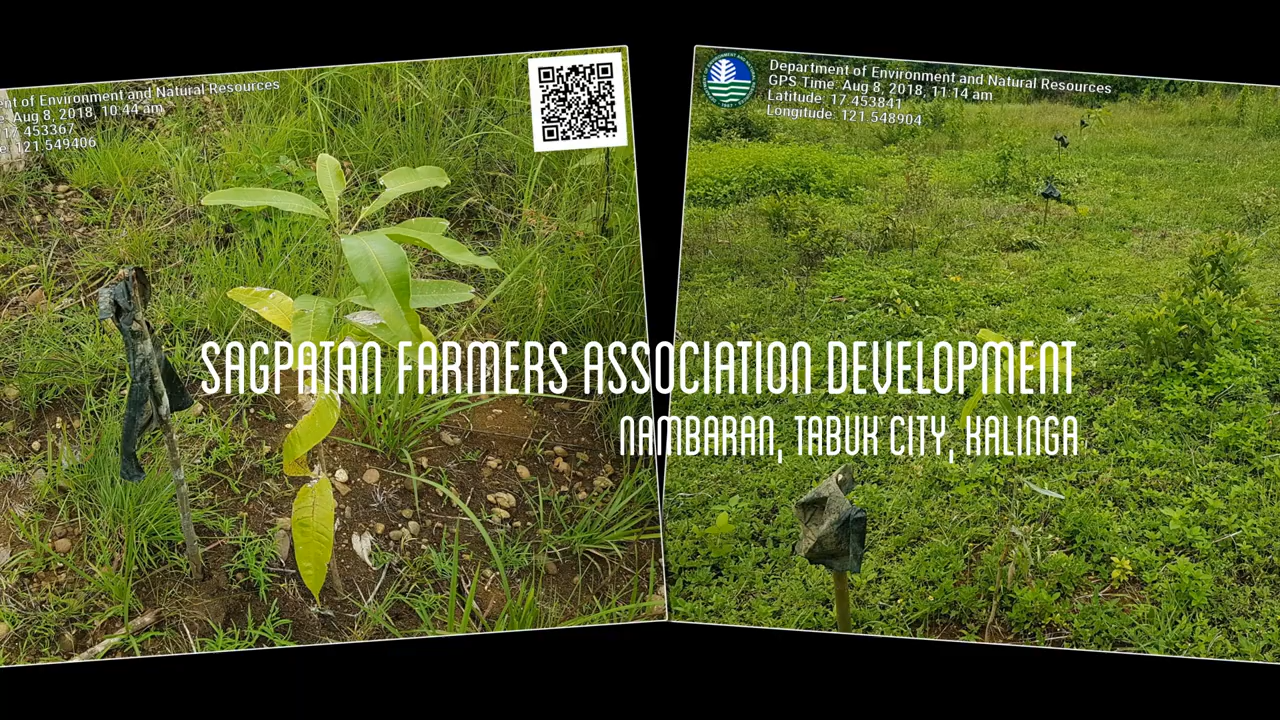 nt of Environment and Natural Resources
e: Aug 8, 2018, 10:44 am
17.453367
e: 121.549406
Department of Environment and Natural Resources
GPS Time: Aug 8, 2018, 11:14 am
Latitude: 17.453841
Longitude: 121.548904
SAGPATAN FARMERS ASSOCIATION DEVELOPMENT
NAMBARAN, TABUK CITY, KALINGA